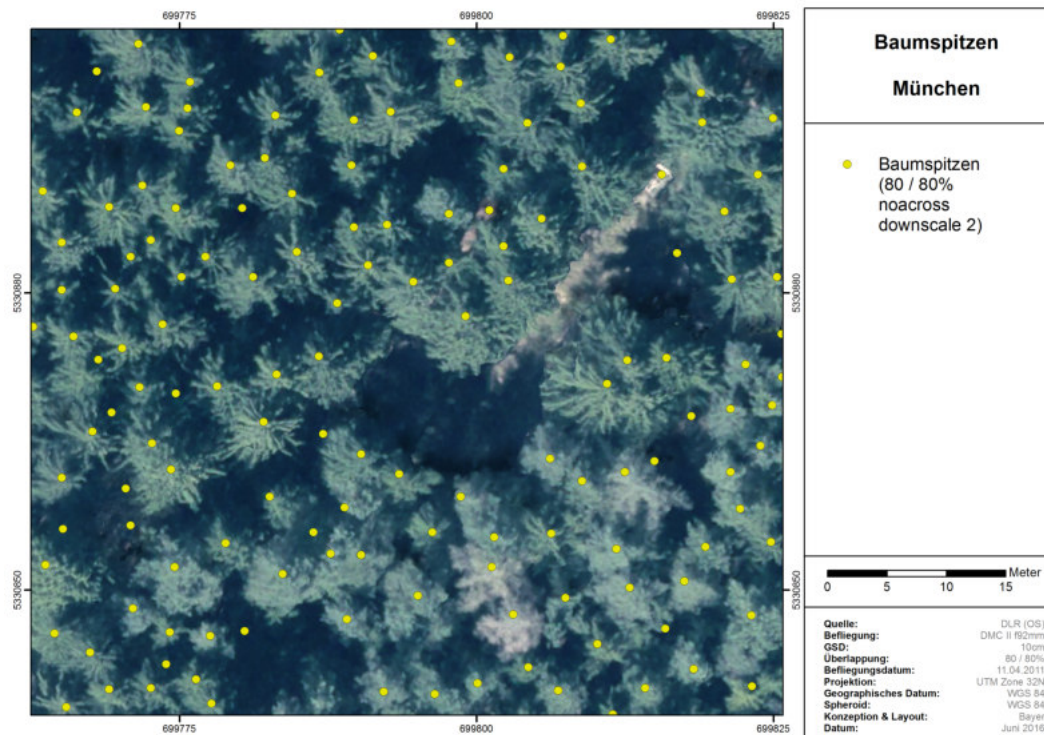 699775
699800
699825
5330880
5330850
5330880
5330850
699775
699800
699825
Baumspitzen
München
Baumspitzen
(80 / 80%
noacross
downscale 2)
Meter
0 5 10 15
Quelle: DLR (OS)
Befliegung: DMC II f92mm
GSD: 10cm
Überlappung: 80 / 80%
Befliegungsdatum: 11.04.2011
Projektion: UTM Zone 32N
Geographisches Datum: WGS 84
Spheroid: WGS 84
Konzeption & Layout: Bayer
Datum: Juni 2016